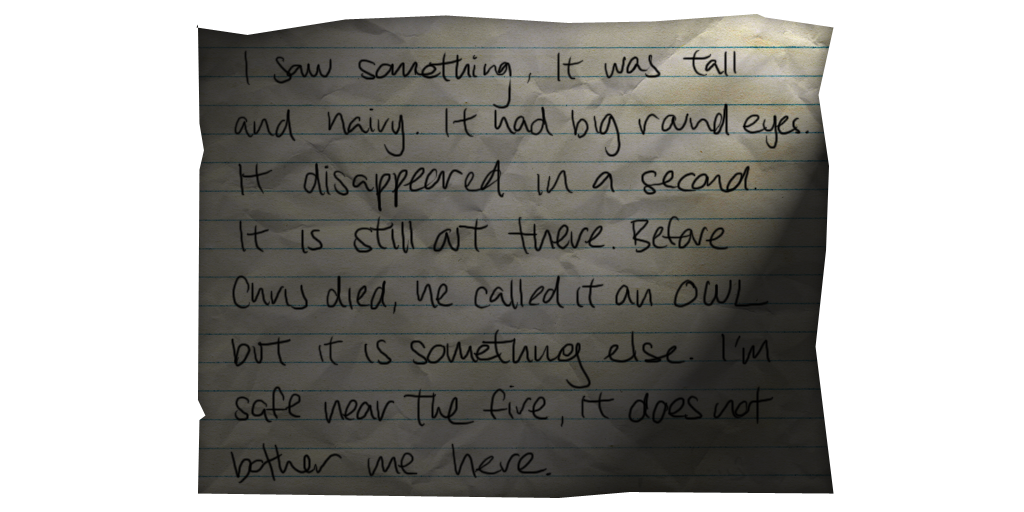 I saw something, It was tall
and hairy. It had big round eyes.
It disappeared in a second.
It is still out there. Before
Chris died, he called it an OWL
but it is something else. I'm
safe near the fire, it does not
bother me here.